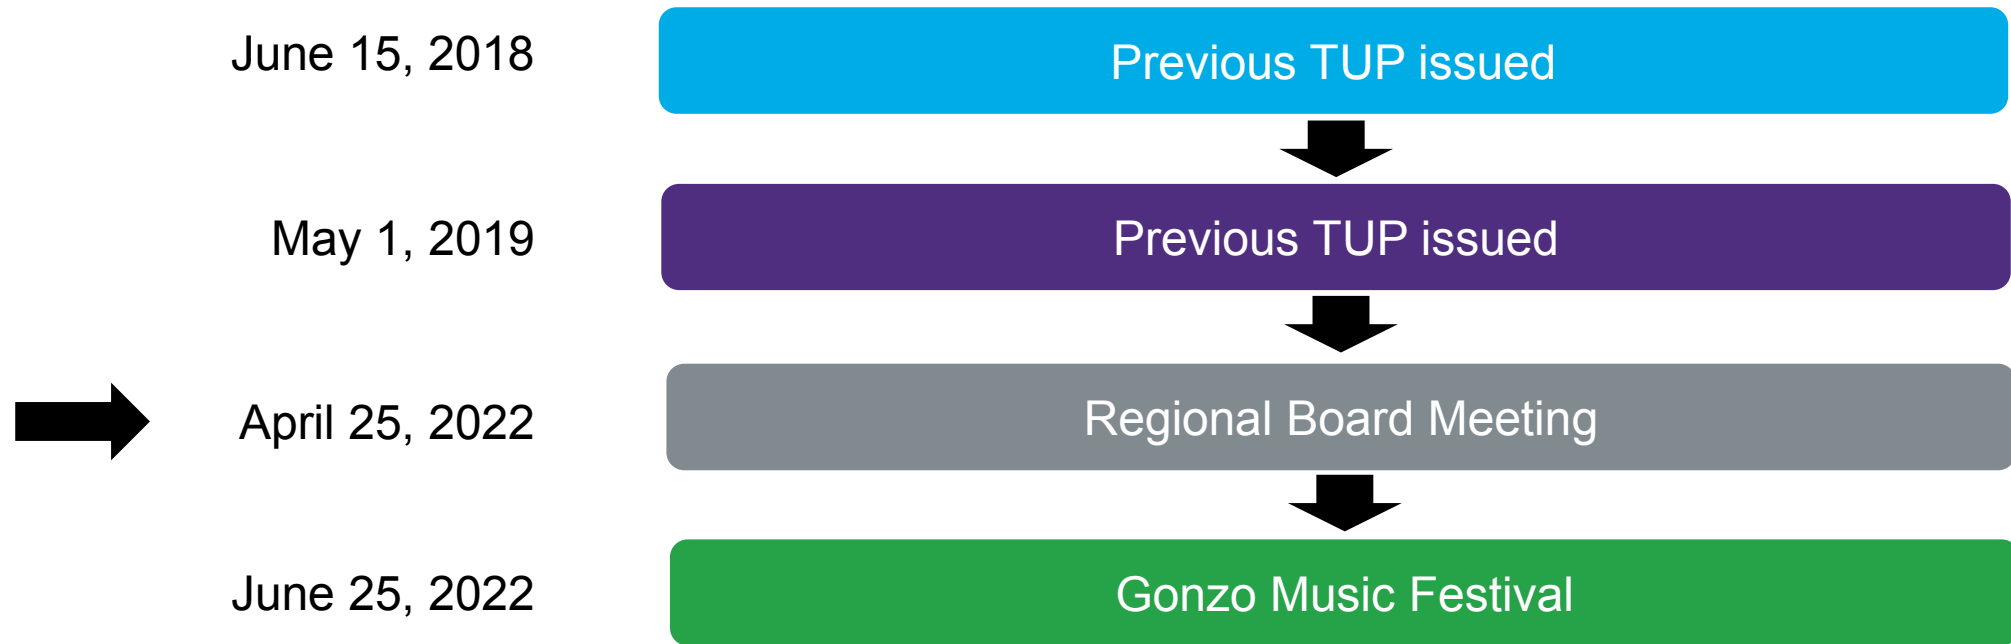 June 15, 2018 Previous TUP issued
May 1, 2019 Previous TUP issued
April 25, 2022 Regional Board Meeting
June 25, 2022 Gonzo Music Festival